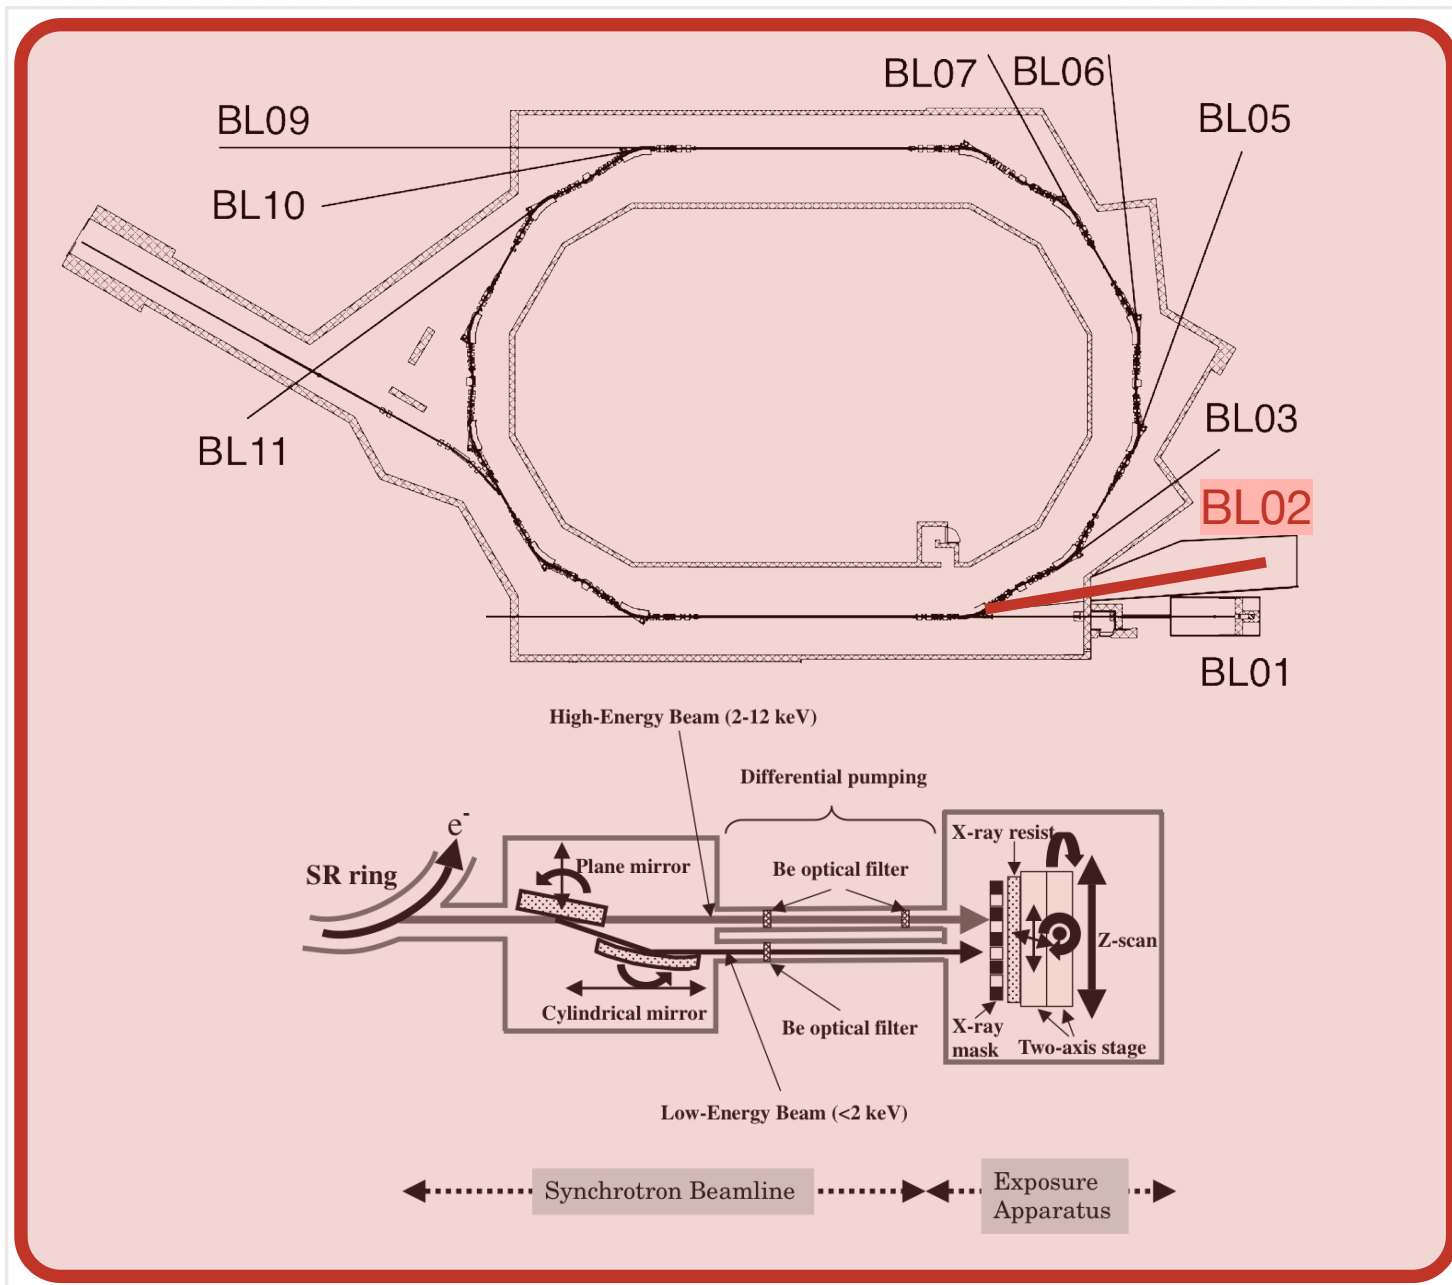 BL07
BL06
BL09
BL05
BL10
BL11
BL03
BL02
BL01
High-Energy Beam (2-12 keV)
Differential pumping
e-
X-ray resist
SR ring
Plane mirror
Be optical filter
Z-scan
Cylindrical mirror
Be optical filter
X-ray
mask
Two-axis stage
Low-Energy Beam (<2 keV)
Synchrotron Beamline
Exposure
Apparatus